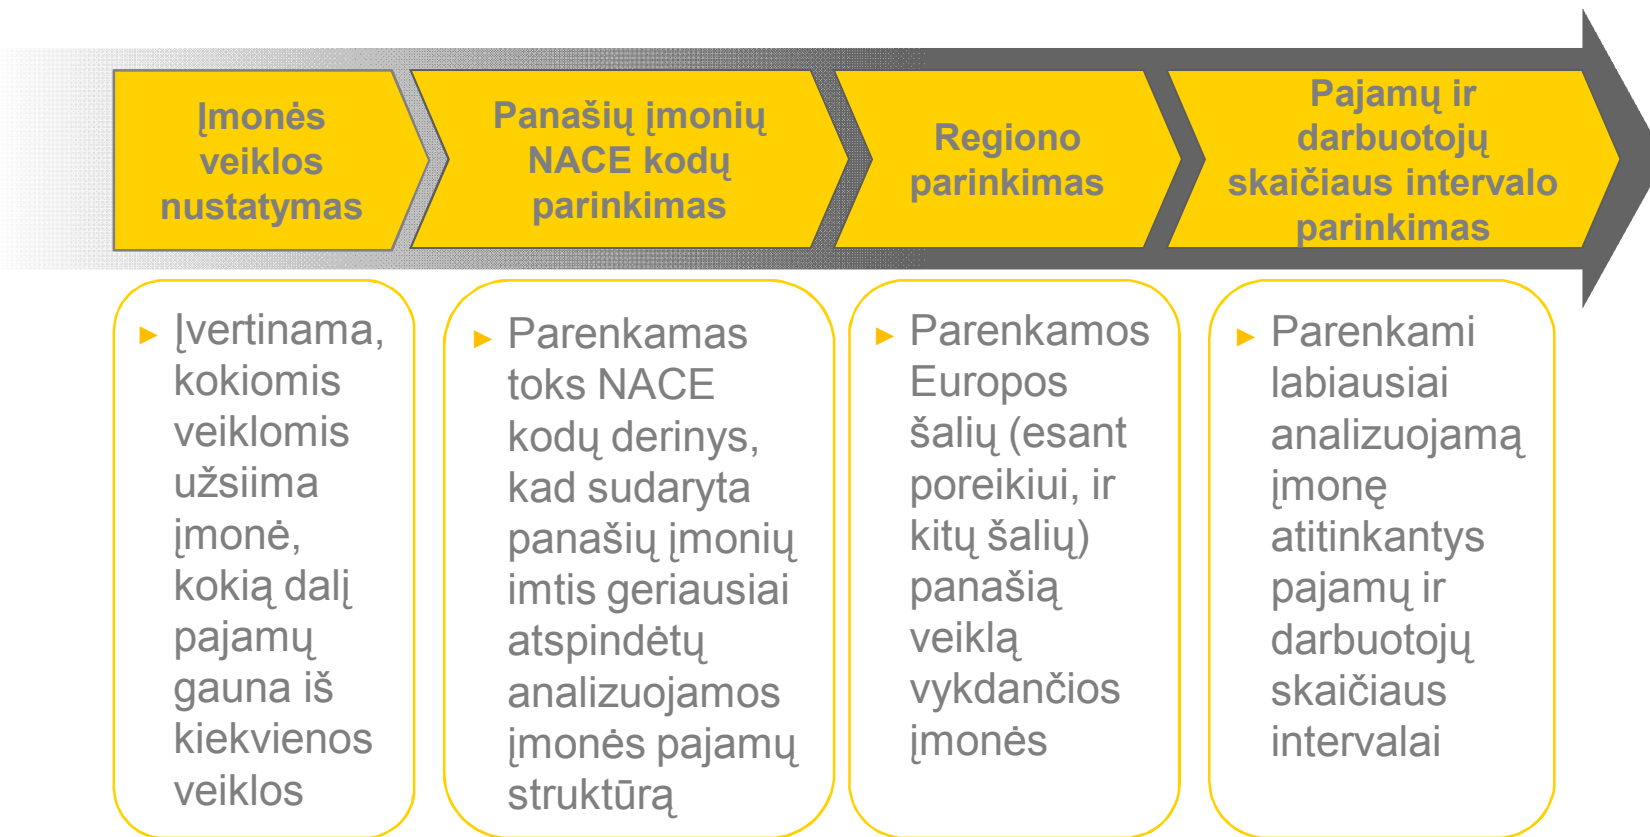 Įmonės
veiklos
nustatymas
Panašių įmonių
NACE kodų
parinkimas
Regiono
parinkimas
Pajamų ir
darbuotojų
skaičiaus intervalo
parinkimas
► Įvertinama,
kokiomis
veiklomis
užsiima
įmonė,
kokią dalį
pajamų
gauna iš
kiekvienos
veiklos
► Parenkamas
toks NACE
kodų derinys,
kad sudaryta
panašių įmonių
imtis geriausiai
atspindėtų
analizuojamos
įmonės pajamų
struktūrą
► Parenkamos
Europos
šalių (esant
poreikiui, ir
kitų šalių)
panašią
veiklą
vykdančios
įmonės
► Parenkami
labiausiai
analizuojamą
įmonę
atitinkantys
pajamų ir
darbuotojų
skaičiaus
intervalai